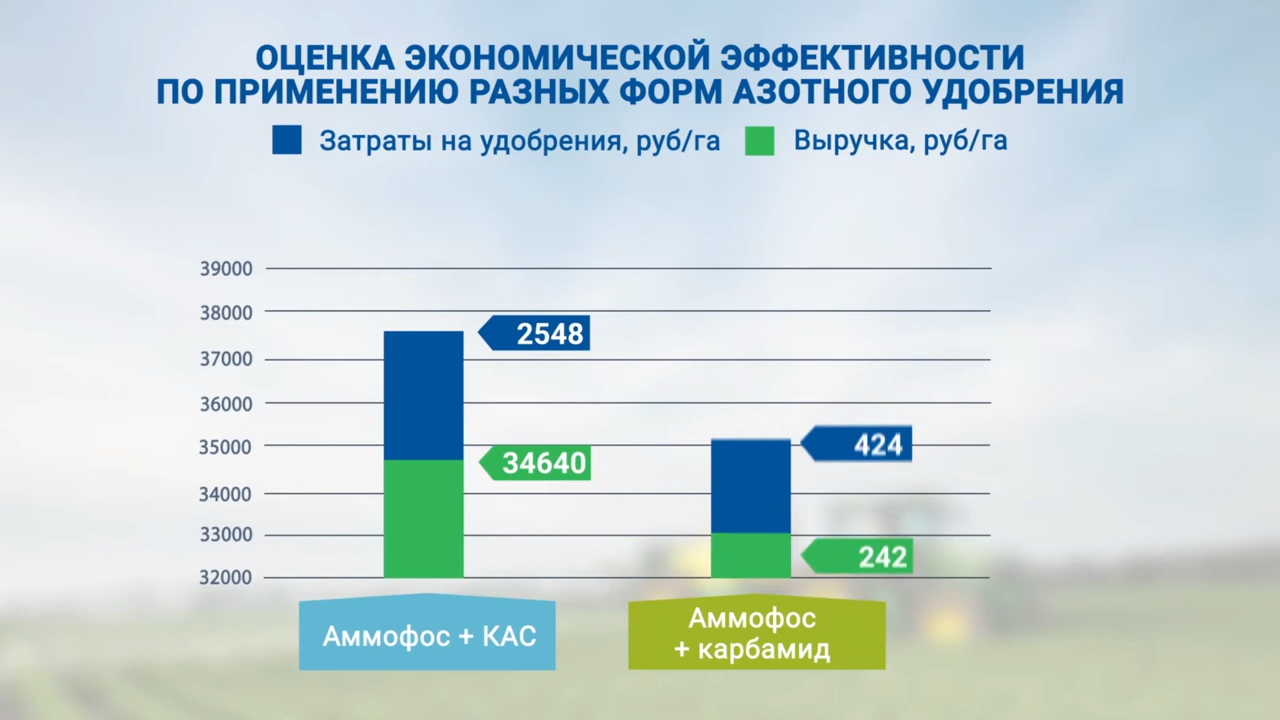 ОЦЕНКА ЭКОНОМИЧЕСКОЙ ЭФФЕКТИВНОСТИ
ПО ПРИМЕНЕНИЮ РАЗНЫХ ФОРМ АЗОТНОГО УДОБРЕНИЯ
Затраты на удобрения, руб/га Выручка, руб/га
39000
38000
2548
37000
36000
35000
424
34640
34000
33000
242
32000
Аммофос + КАС
Аммофос
+ карбамид